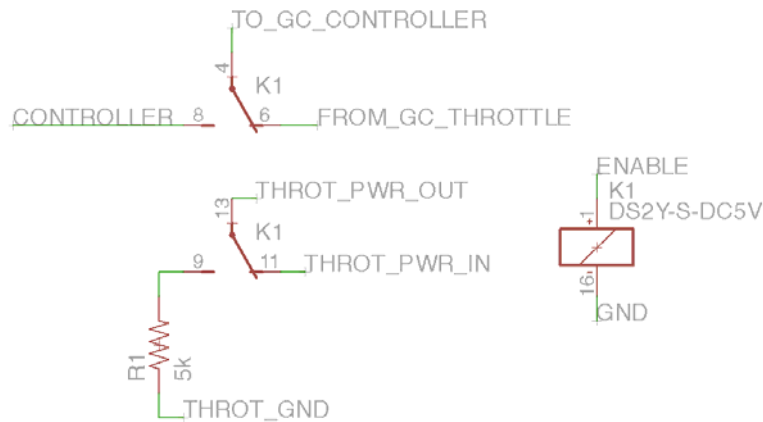 TO_GC_CONTROLLER
4
K1
CONTROLLER
8
6
FROM_GC_THROTTLE
THROT_PWR_OUT
13
K1
9
11
THROT_PWR_IN
R1
5k
THROT_GND
ENABLE
K1
+1
DS2Y-S-DC5V
16-
GND